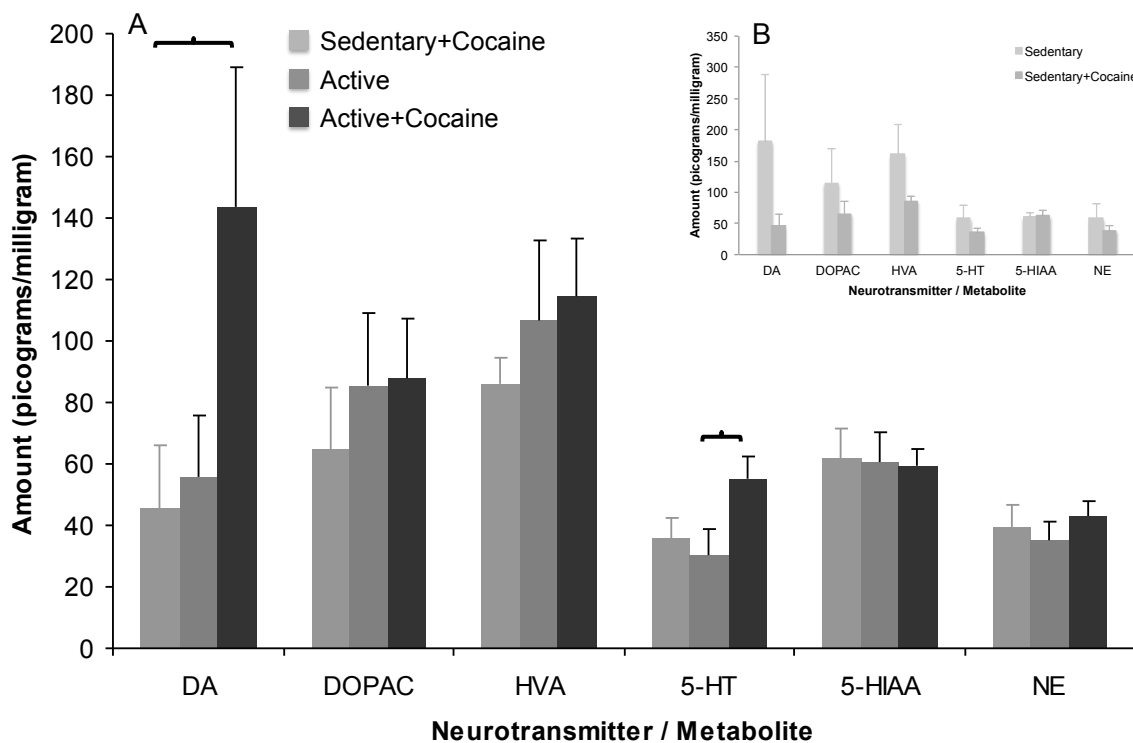 A
200
180
160
140
120
100
80
60
40
20
0
Amount (picograms/milligram)
Sedentary+Cocaine
Active
Active+Cocaine
DA DOPAC HVA 5-HT 5-HIAA NE
Neurotransmitter / Metabolite
B
350
300
250
200
150
100
50
0
Amount (picograms/milligram)
Sedentary
Sedentary+Cocaine
DA DOPAC HVA 5-HT 5-HIAA NE
Neurotransmitter / Metabolite